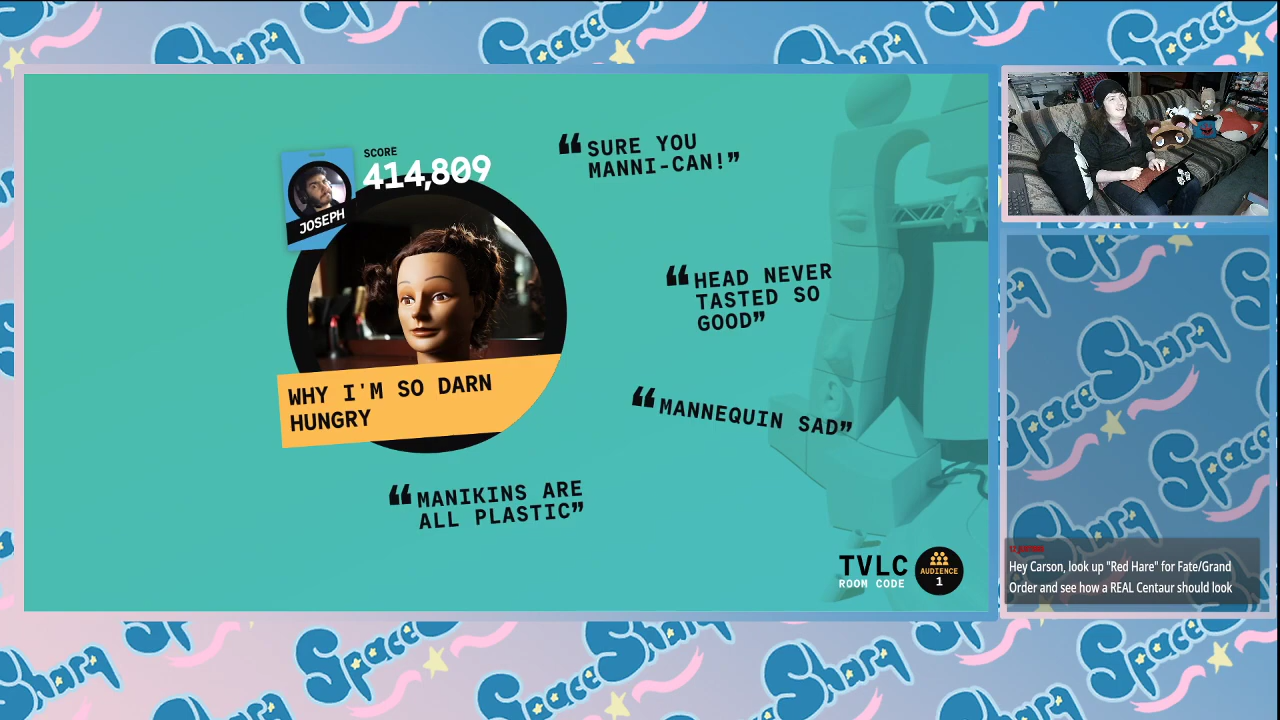 SCORE
414,809
JOSEPH
WHY I'M SO DARN
HUNGRY
“SURE YOU
MANNI-CAN!”
“HEAD NEVER
TASTED SO
GOOD”
“MANNEQUIN SAD”
“MANIKINS ARE
ALL PLASTIC”
TVLC
ROOM CODE
AUDIENCE
1
Hey Carson, look up "Red Hare" for Fate/Grand
Order and see how a REAL Centaur should look
Space Sharq